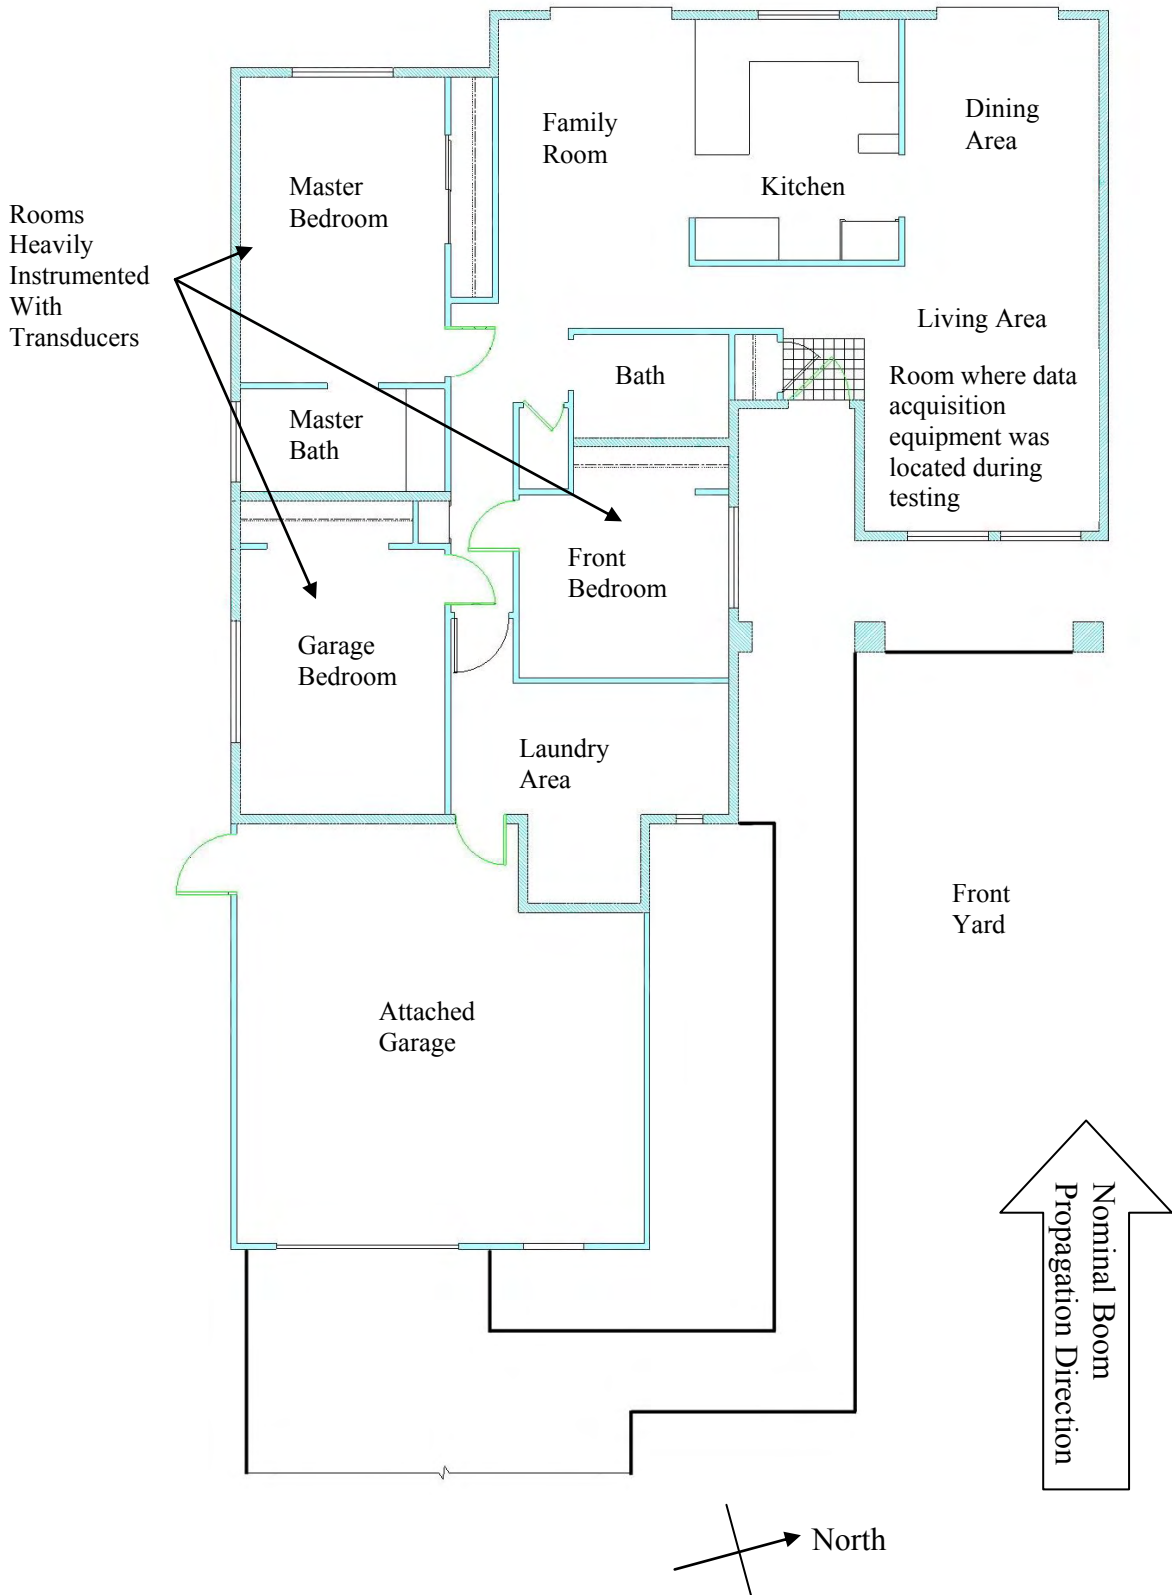 Family
Room
Dining
Area
Kitchen
Master
Bedroom
Rooms
Heavily
Instrumented
With
Transducers
Living Area
Bath
Room where data
acquisition
equipment was
located during
testing
Master
Bath
Front
Bedroom
Garage
Bedroom
Laundry
Area
Front
Yard
Attached
Garage
Nominal Boom
Propagation Direction
North